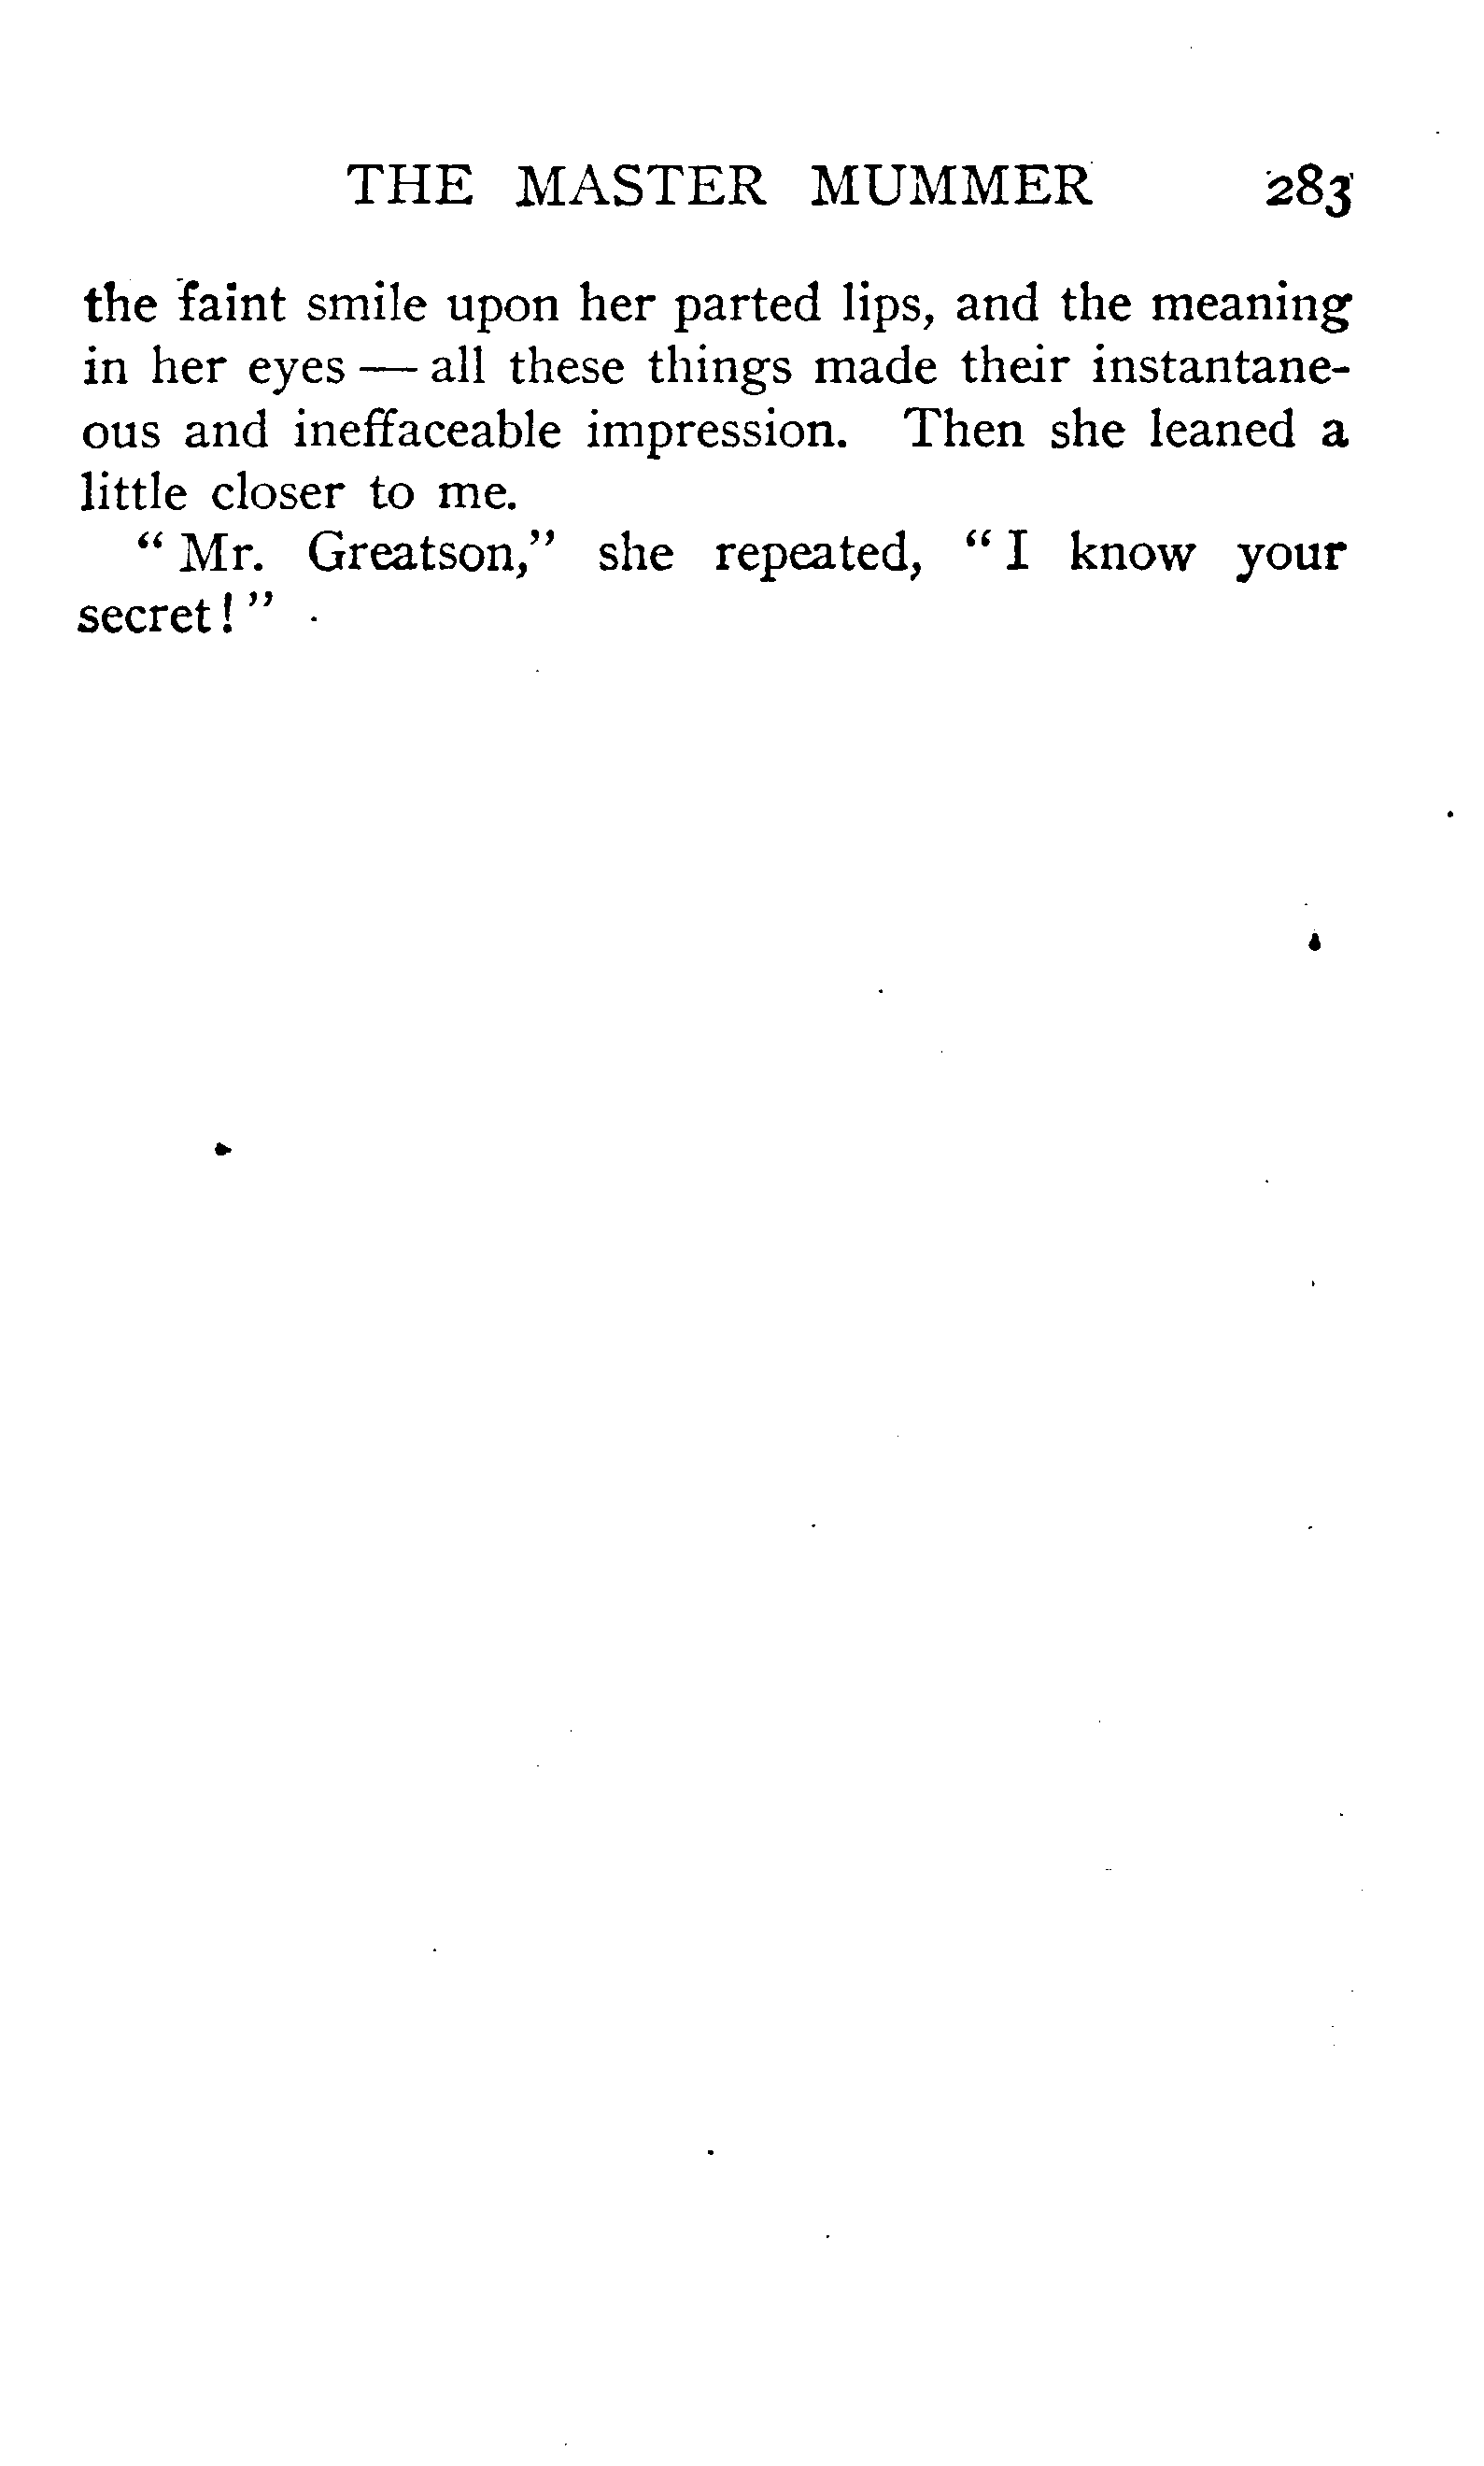 THE MASTER MUMMER 283
the faint smile upon her parted lips, and the meaning
in her eyes — all these things made their instantane-
ous and ineffaceable impression. Then she leaned a
little closer to me.
" Mr. Greatson," she repeated, " I know your
secret ! "